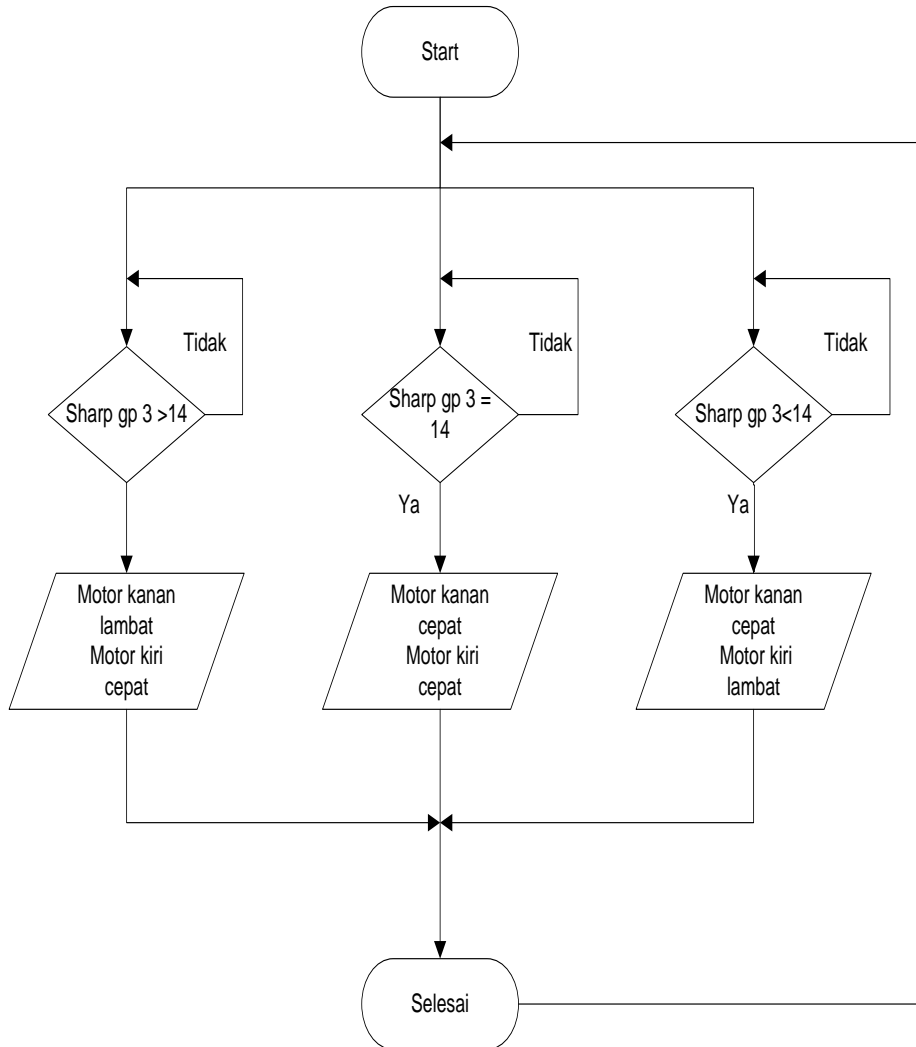 Start
Tidak
Tidak
Tidak
Sharp gp 3 >14
Sharp gp 3 =
14
Sharp gp 3<14
Ya
Ya
Motor kanan
lambat
Motor kiri
cepat
Motor kanan
cepat
Motor kiri
cepat
Motor kanan
cepat
Motor kiri
lambat
Selesai